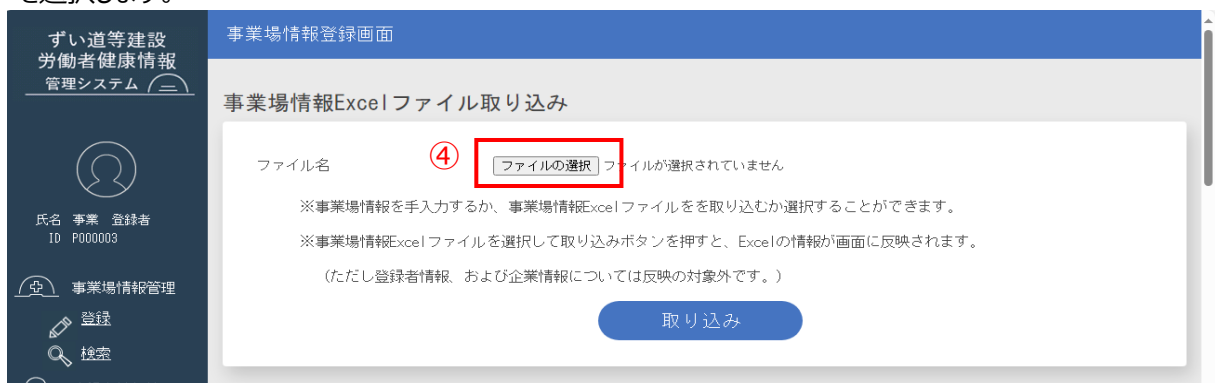 を選択します。
ずい道等建設
労働者健康情報
管理システム
事業場情報登録画面
事業場情報Excelファイル取り込み
ファイル名
④
ファイルの選択 ファイルが選択されていません
※事業場情報を手入力するか、事業場情報Excelファイルをを取り込むか選択することができます。
※事業場情報Excelファイルを選択して取り込みボタンを押すと、Excelの情報が画面に反映されます。
（ただし登録者情報、および企業情報については反映の対象外です。）
取り込み
氏名 事業 登録者
ID P000003
事業場情報管理
登録
検索